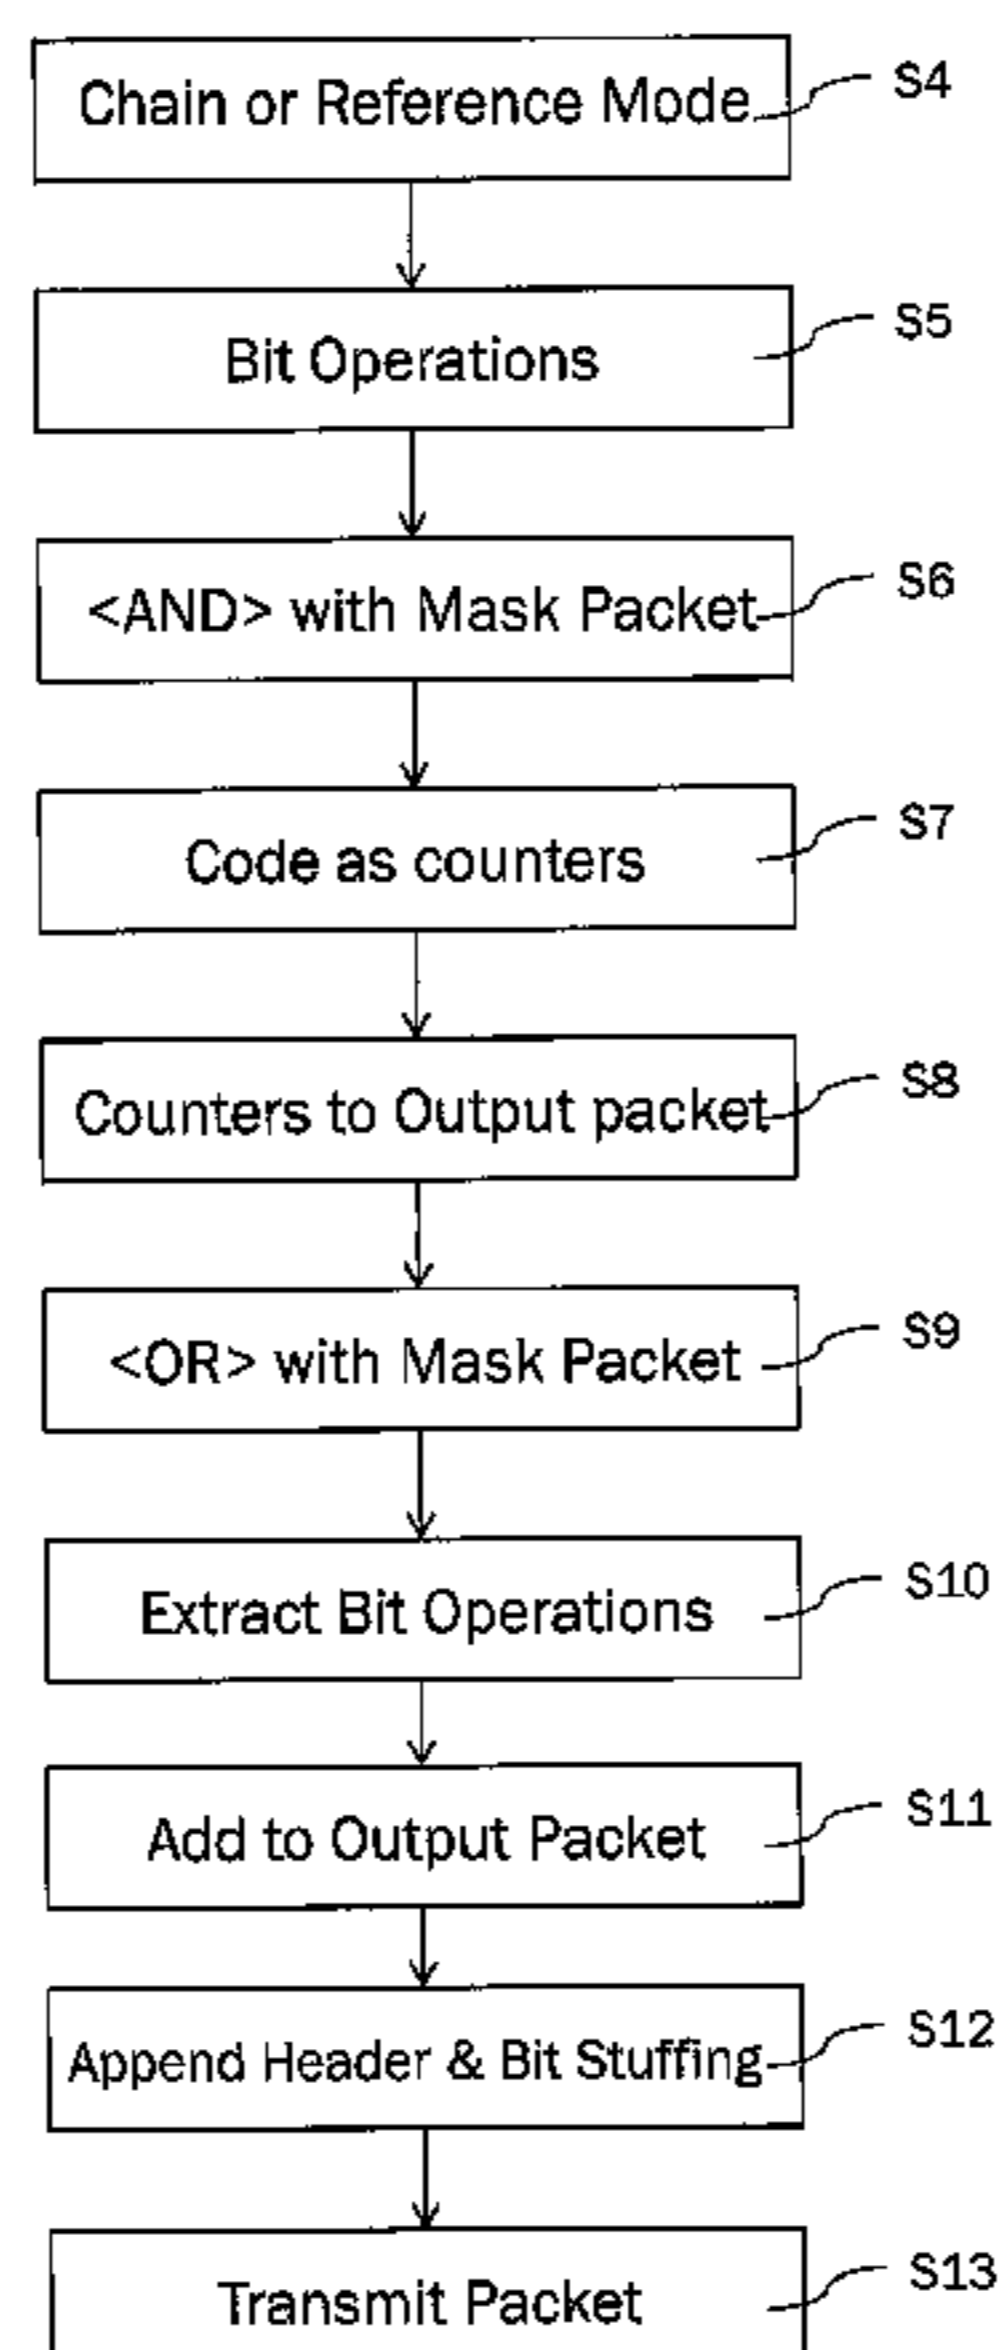 Chain or Reference Mode S4
Bit Operations S5
<AND> with Mask Packet S6
Code as counters S7
Counters to Output packet S8
<OR> with Mask Packet S9
Extract Bit Operations S10
Add to Output Packet S11
Append Header & Bit Stuffing S12
Transmit Packet S13